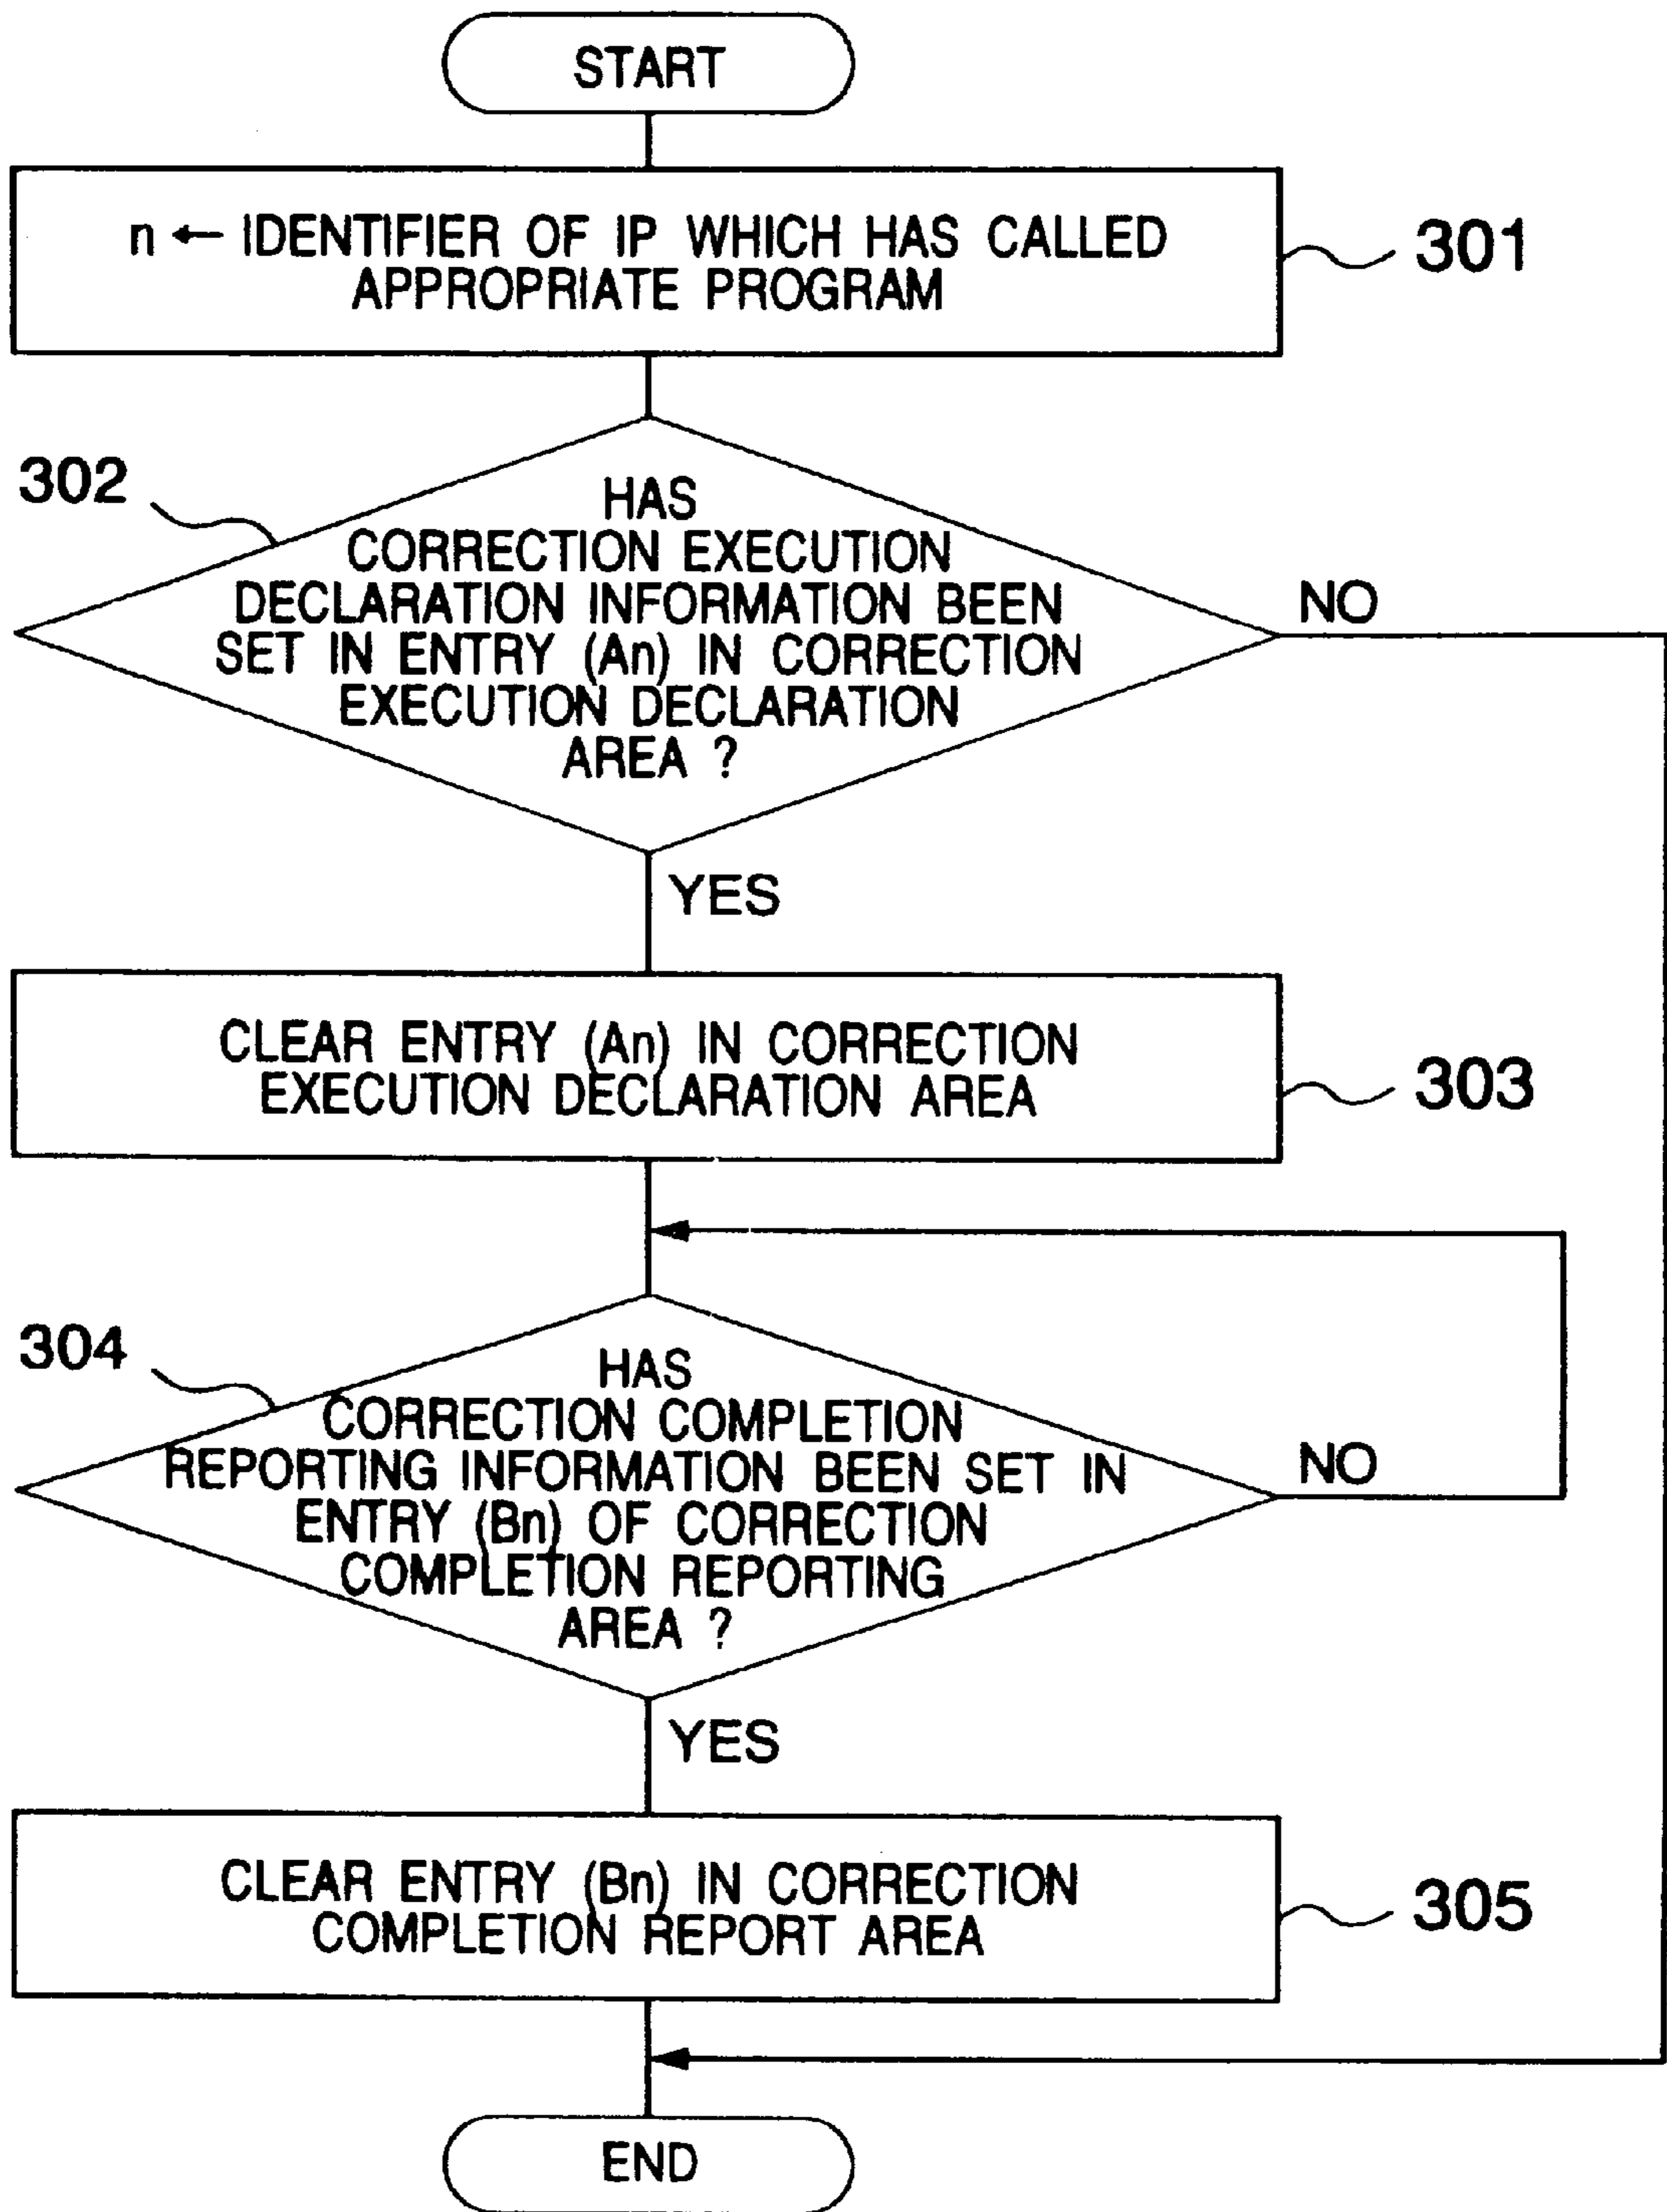 START
n ← IDENTIFIER OF IP WHICH HAS CALLED
APPROPRIATE PROGRAM
301
302
HAS
CORRECTION EXECUTION
DECLARATION INFORMATION BEEN
SET IN ENTRY (An) IN CORRECTION
EXECUTION DECLARATION
AREA ?
NO
YES
CLEAR ENTRY (An) IN CORRECTION
EXECUTION DECLARATION AREA
303
304
HAS
CORRECTION COMPLETION
REPORTING INFORMATION BEEN SET IN
ENTRY (Bn) OF CORRECTION
COMPLETION REPORTING
AREA ?
NO
YES
CLEAR ENTRY (Bn) IN CORRECTION
COMPLETION REPORT AREA
305
END